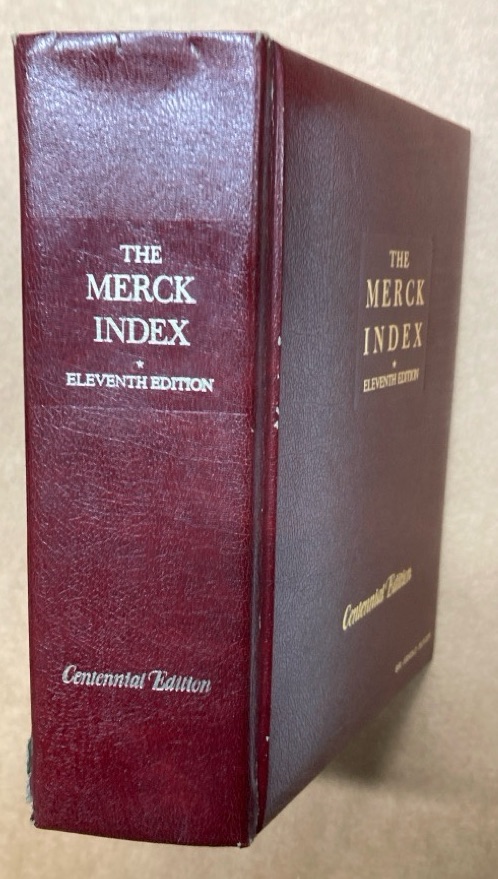 THE
MERCK
INDEX
*
ELEVENTH EDITION
Centennial Edition
THE
MERCK
INDEX
*
ELEVENTH EDITION
Centennial Edition